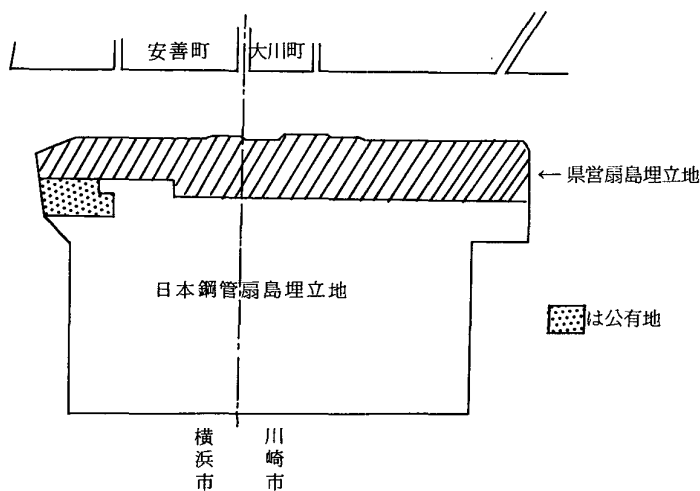 安善町
大川町
← 県営扇島埋立地
日本鋼管扇島埋立地
は公有地
横浜市
川崎市